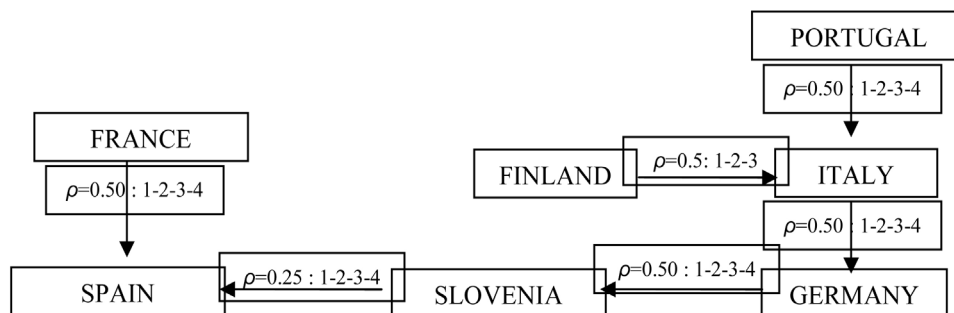 PORTUGAL
ρ=0.50 : 1-2-3-4
FRANCE
ρ=0.5: 1-2-3
FINLAND
ITALY
ρ=0.50 : 1-2-3-4
ρ=0.50 : 1-2-3-4
ρ=0.25 : 1-2-3-4
ρ=0.50 : 1-2-3-4
SPAIN
SLOVENIA
GERMANY